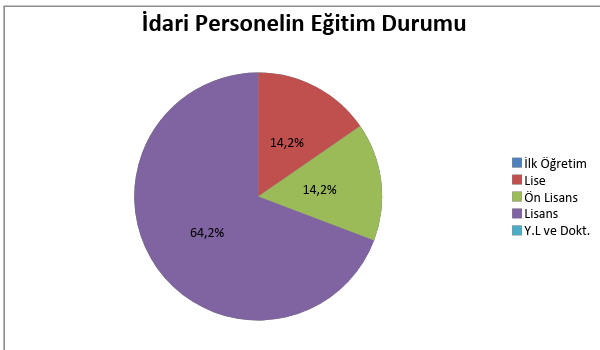 İdari Personelin Eğitim Durumu
14,2%
14,2%
64,2%
İlk Öğretim
Lise
Ön Lisans
Lisans
Y.L ve Dokt.